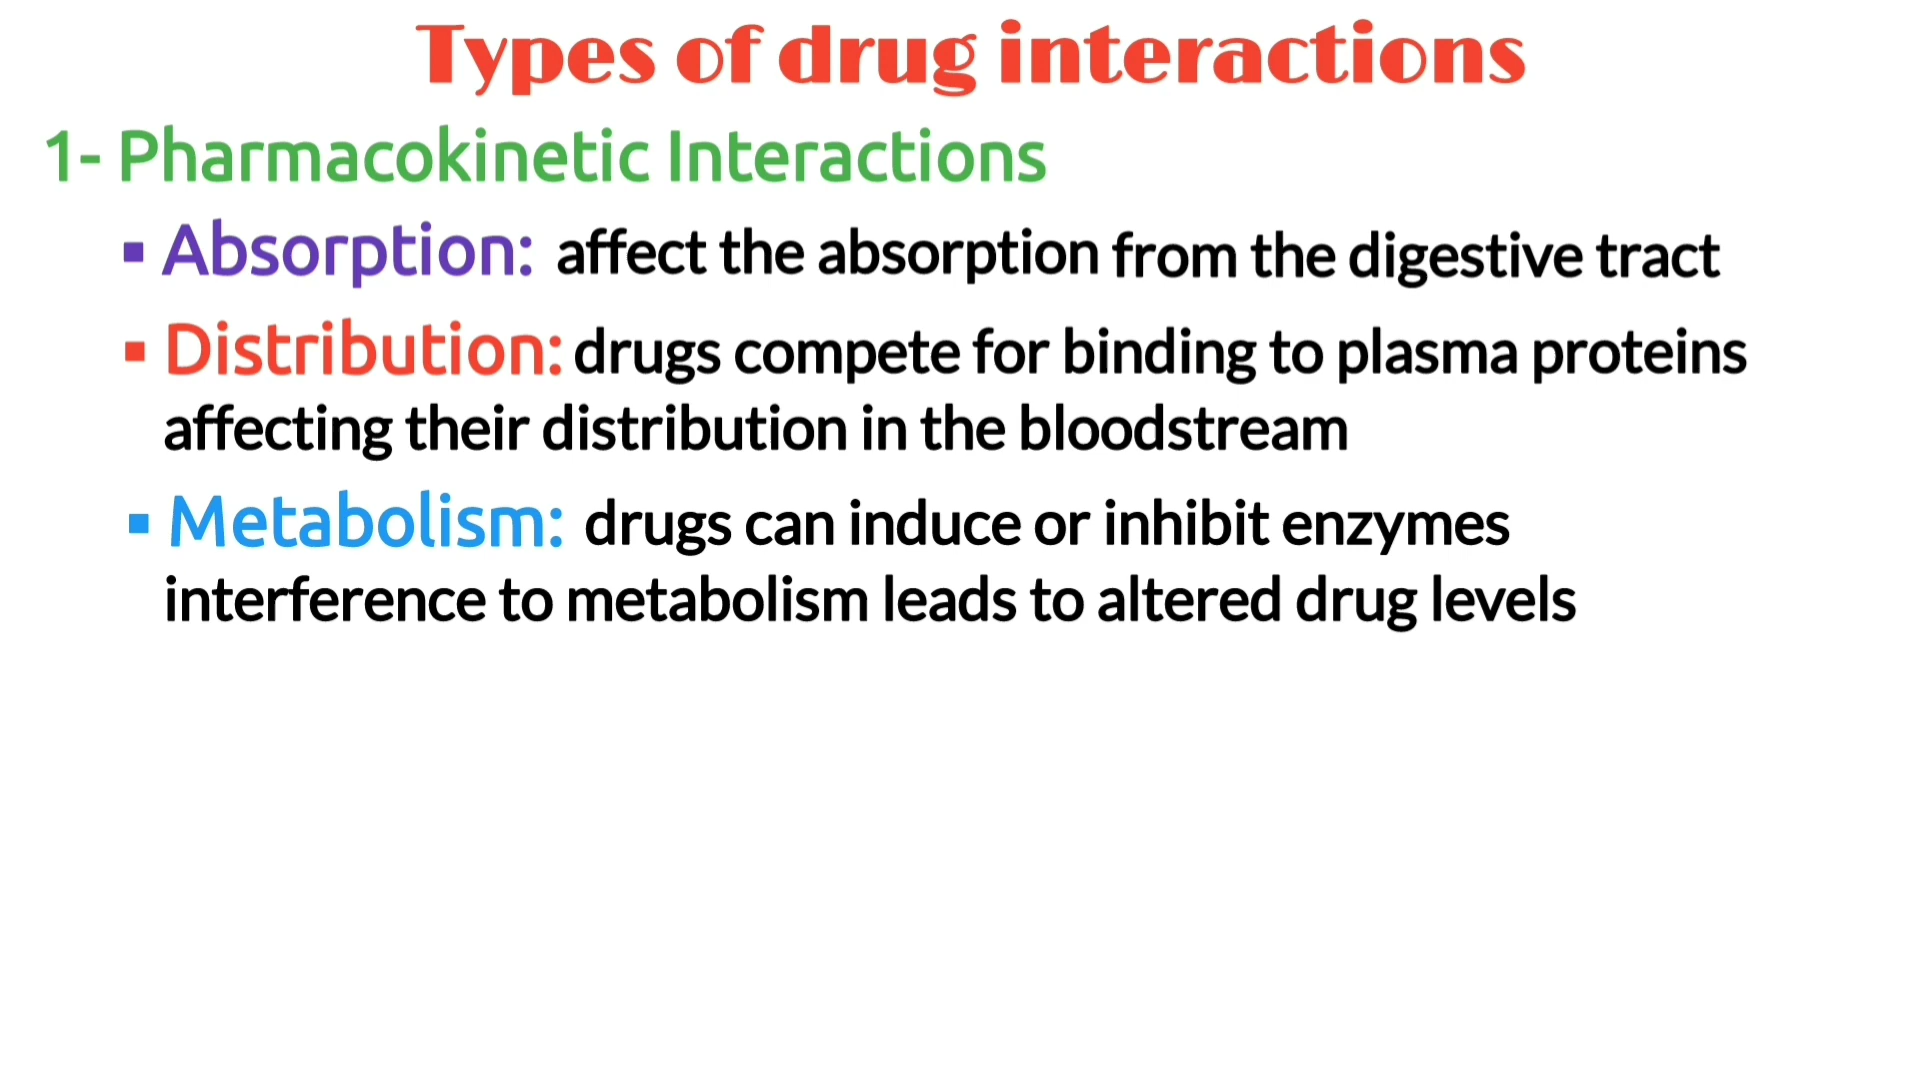 Types of drug interactions
1- Pharmacokinetic Interactions
▪ Absorption: affect the absorption from the digestive tract
▪ Distribution: drugs compete for binding to plasma proteins
affecting their distribution in the bloodstream
▪ Metabolism: drugs can induce or inhibit enzymes
interference to metabolism leads to altered drug levels